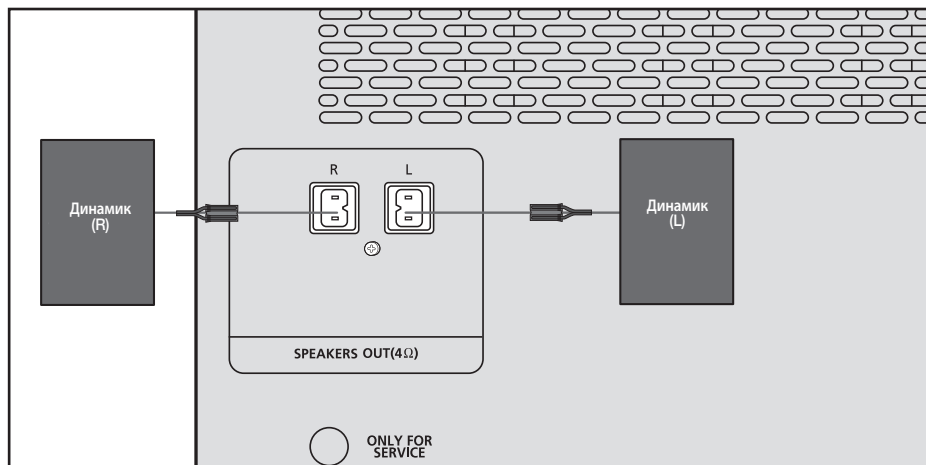 R
L
Динамик
(R)
Динамик
(L)
SPEAKERS OUT(4Ω)
ONLY FOR
SERVICE